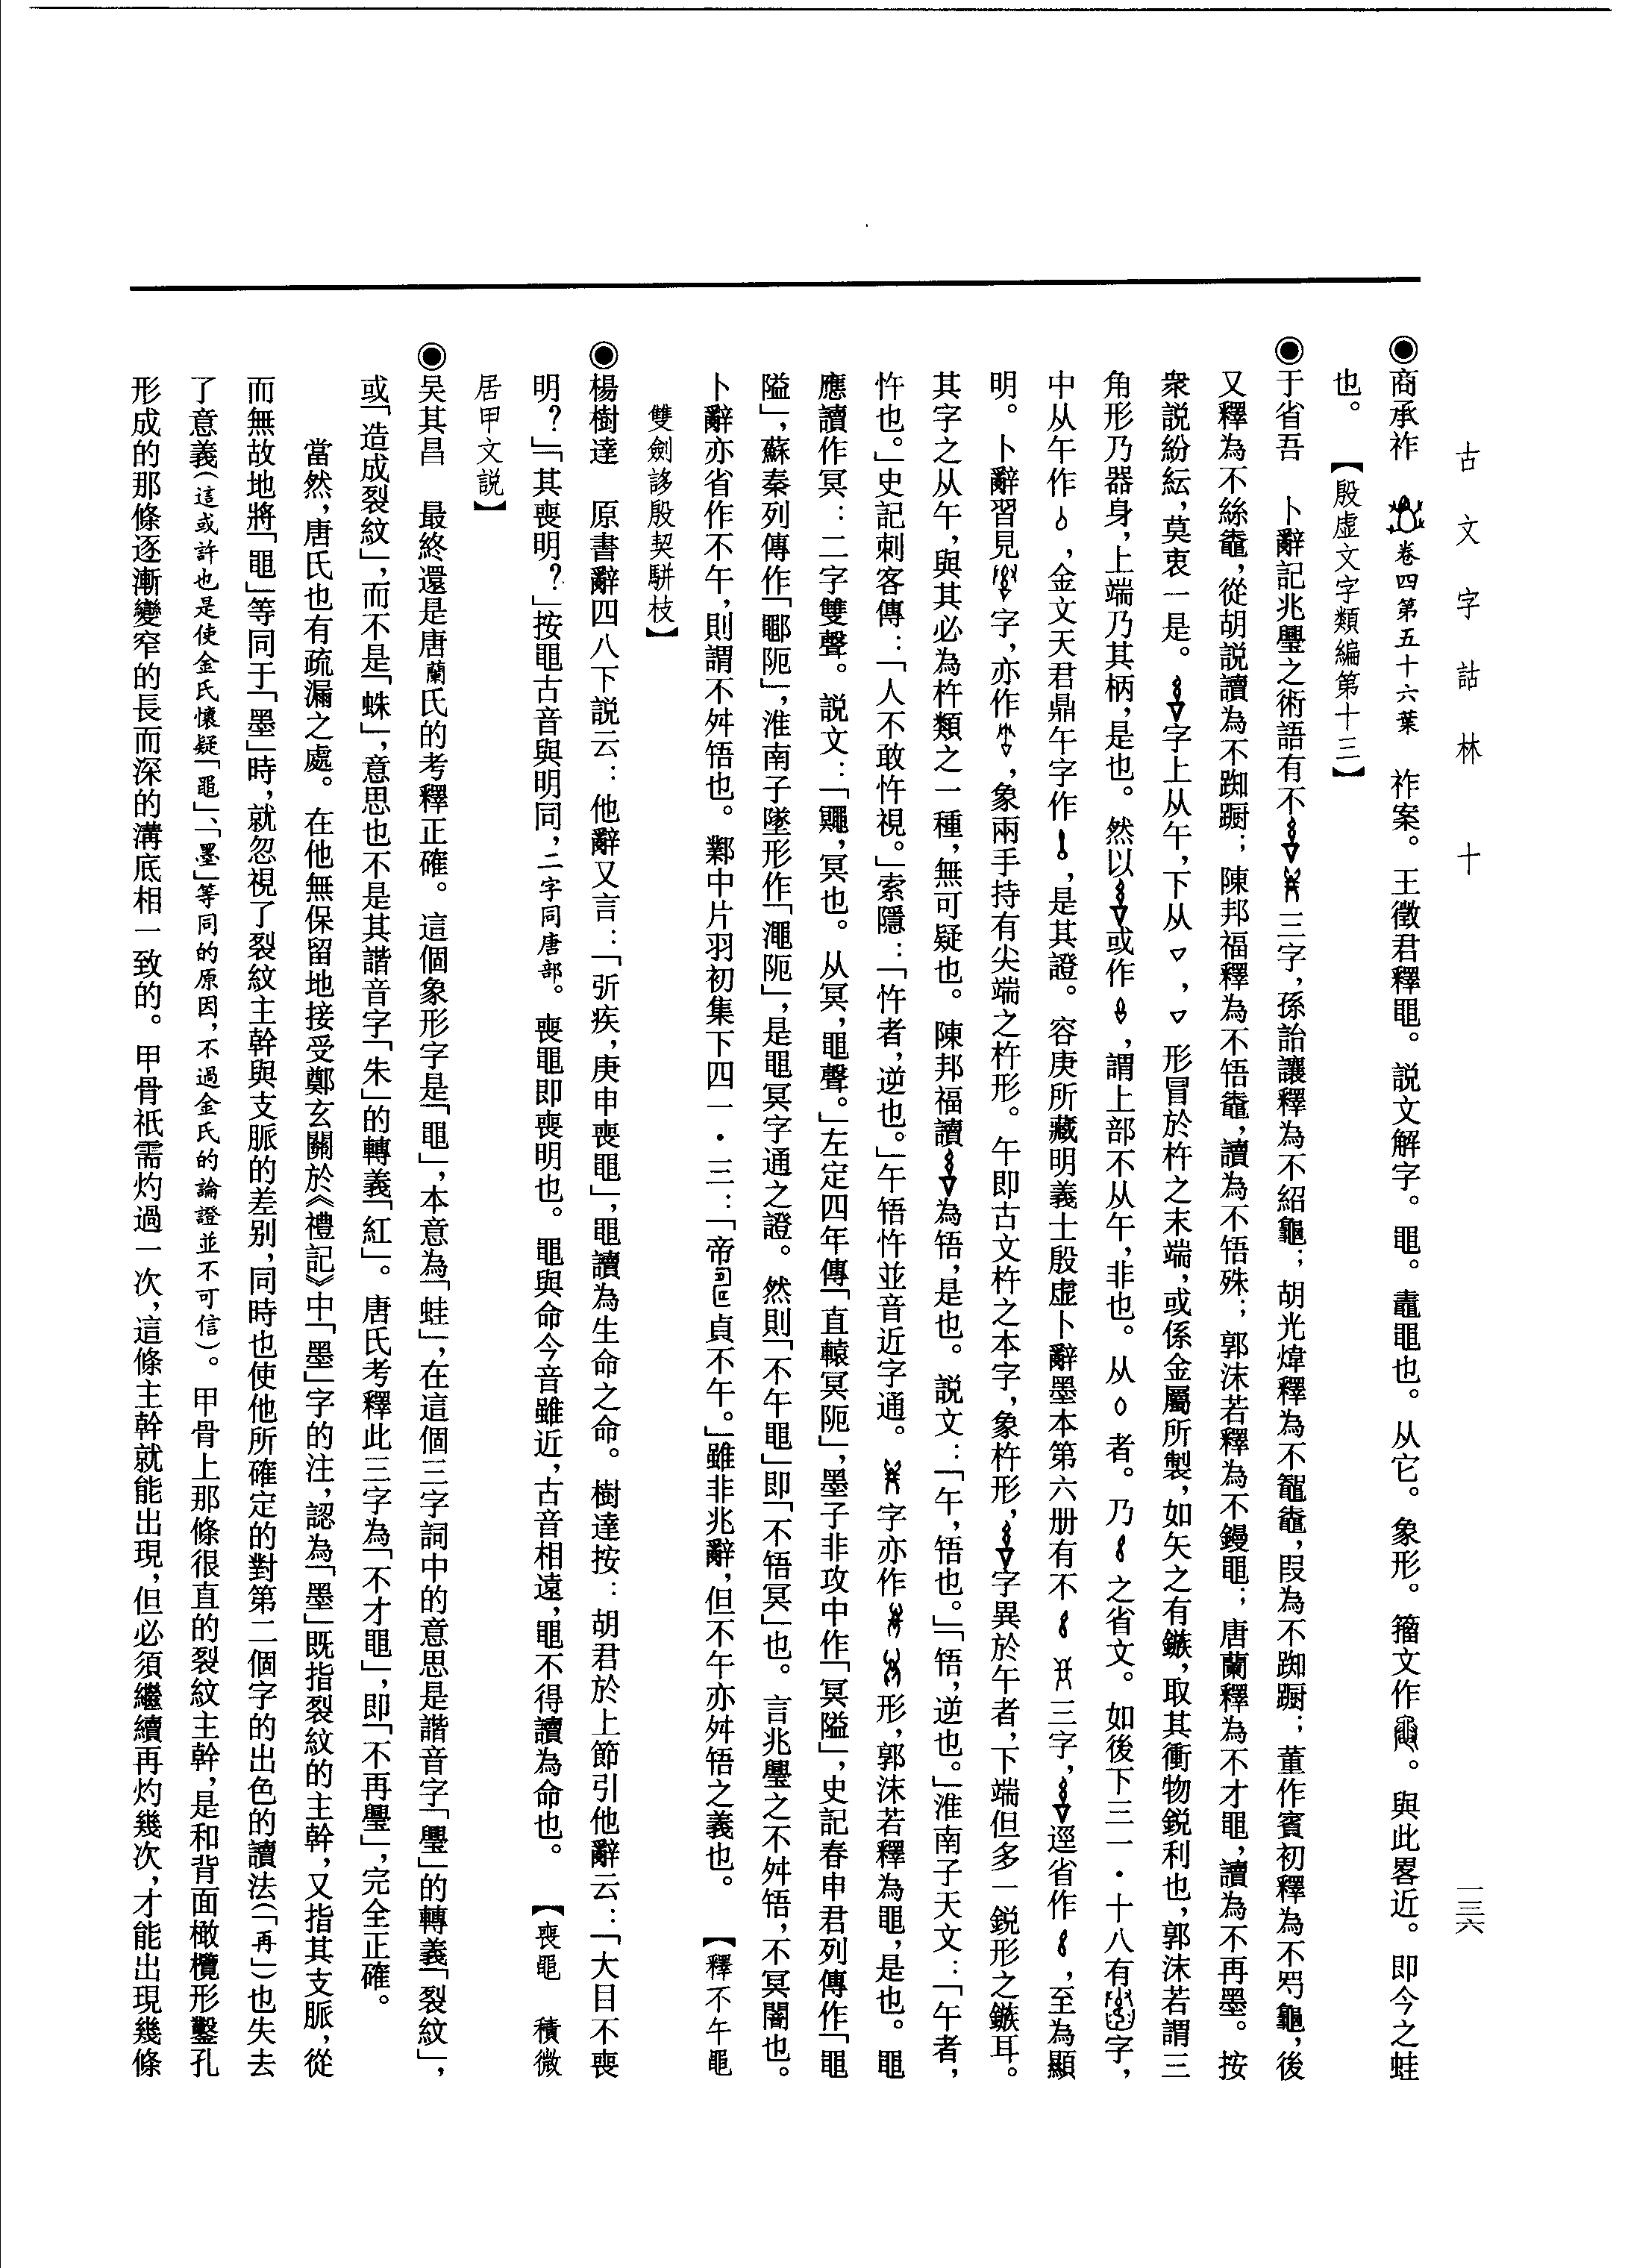 古文字詁林 十
一三六
◉商承祚 卷四第五十六葉 祚案。王徵君釋黽。説文解字。黽。鼃黽也。从它。象形。籀文作。與此畧近。即今之蛙
也。【殷虛文字類編第十三】
◉于省吾 卜辭記兆璺之術語有不三字,孫詒讓釋為不紹龜;胡光煒釋為不鼅鼄,叚為不踟蹰;董作賓初釋為不㫚龜,後
又釋為不絲鼄,從胡説讀為不踟蹰;陳邦福釋為不啎鼄,讀為不啎殊;郭沫若釋為不鏝黽;唐蘭釋為不才黽,讀為不再墨。按
衆説紛紜,莫衷一是。字上从午,下从▽,▽形冒於杵之末端,或係金屬所製,如矢之有鏃,取其衝物鋭利也,郭沫若謂三
角形乃器身,上端乃其柄,是也。然以或作,謂上部不从午,非也。从◊者。乃之省文。如後下三一·十八有字,
中从午作,金文天君鼎午字作,是其證。容庚所藏明義士殷虛卜辭墨本第六册有不三字,逕省作,至為顯
明。卜辭習見字,亦作,象兩手持有尖端之杵形。午即古文杵之本字,象杵形,字異於午者,下端但多一鋭形之鏃耳。
其字之从午,與其必為杵類之一種,無可疑也。陳邦福讀為啎,是也。説文:「午,啎也。」「啎,逆也。」淮南子天文:「午者,
忤也。」史記刺客傳:「人不敢忤視。」索隱:「忤者,逆也。」午啎忤並音近字通。字亦作形,郭沫若釋為黽,是也。黽
應讀作冥:二字雙聲。説文:「鼆,冥也。从冥,黽聲。」左定四年傳「直轅冥阨」,墨子非攻中作「冥隘」,史記春申君列傳作「黽
隘」,蘇秦列傳作「鄳阨」,淮南子墜形作「澠阨」,是黽冥字通之證。然則「不午黽」即「不啎冥」也。言兆璺之不舛啎,不冥闇也。
卜辭亦省作不午,則謂不舛啎也。鄴中片羽初集下四一·三:「帝貞不午。」雖非兆辭,但不午亦舛啎之義也。 【釋不午黽
雙劍誃殷契駢枝】
◉楊樹達 原書辭四八下説云:他辭又言:「斦疾,庚申喪黽」,黽讀為生命之命。樹達按:胡君於上節引他辭云:「大目不喪
明?」「其喪明?」按黽古音與明同,二字同唐部。喪黽即喪明也。黽與命今音雖近,古音相遠,黽不得讀為命也。 【喪黽 積微
居甲文説】
◉吴其昌 最終還是唐蘭氏的考釋正確。這個象形字是「黽」,本意為「蛙」,在這個三字詞中的意思是諧音字「璺」的轉義「裂紋」,
或「造成裂紋」,而不是「蛛」,意思也不是其諧音字「朱」的轉義「紅」。唐氏考釋此三字為「不才黽」,即「不再璺」,完全正確。
當然,唐氏也有疏漏之處。在他無保留地接受鄭玄關於《禮記》中「墨」字的注,認為「墨」既指裂紋的主幹,又指其支脈,從
而無故地將「黽」等同于「墨」時,就忽視了裂紋主幹與支脈的差别,同時也使他所確定的對第二個字的出色的讀法(「再」)也失去
了意義(這或許也是使金氏懷疑「黽」、「墨」等同的原因,不過金氏的論證並不可信)。甲骨上那條很直的裂紋主幹,是和背面橄欖形鑿孔
形成的那條逐漸變窄的長而深的溝底相一致的。甲骨祇需灼過一次,這條主幹就能出現,但必須繼續再灼幾次,才能出現幾條